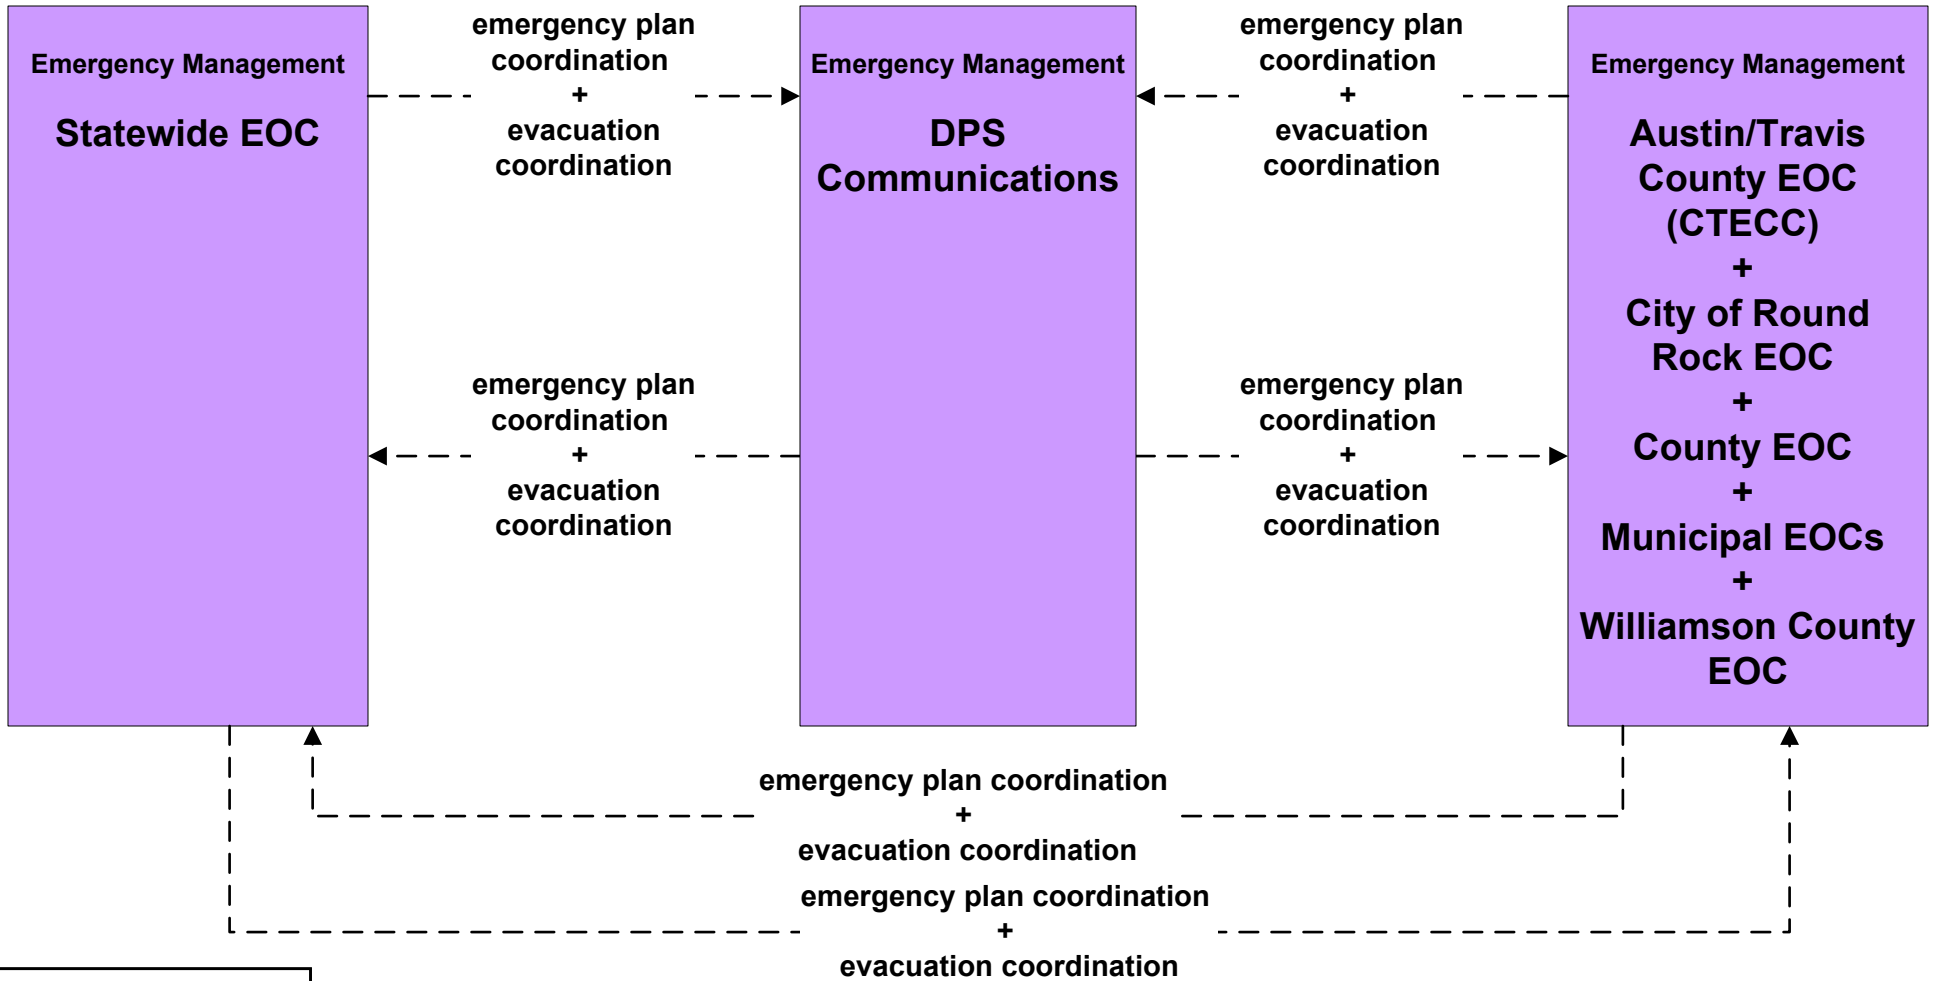 Emergency Management
Statewide EOC
emergency plan
coordination
+
evacuation
coordination
emergency plan
coordination
+
evacuation
coordination
Emergency Management
DPS
Communications
emergency plan
coordination
+
evacuation
coordination
emergency plan
coordination
+
evacuation
coordination
Emergency Management
Austin/Travis
County EOC
(CTECC)
+
City of Round
Rock EOC
+
County EOC
+
Municipal EOCs
+
Williamson County
EOC
emergency plan coordination
+
evacuation coordination
emergency plan coordination
+
evacuation coordination